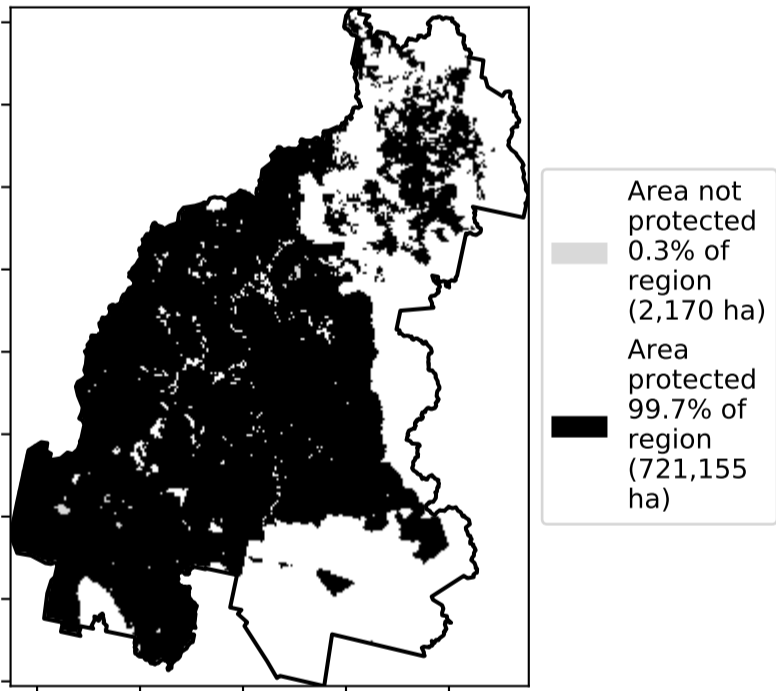 Area not
protected
0.3% of
region
(2,170 ha)
Area
protected
99.7% of
region
(721,155
ha)